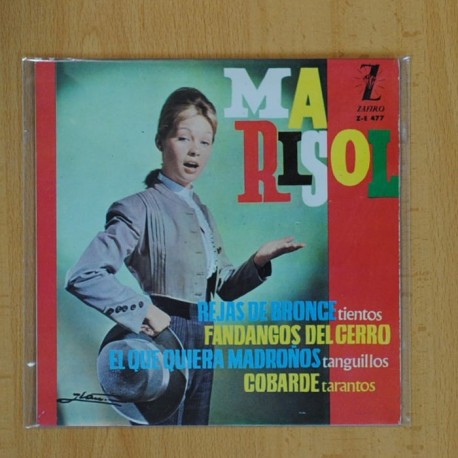 MA
RISOL
Z
ZAFIRO
Z-E 477
REJAS DE BRONCE tientos
FANDANGOS DEL CERRO
EL QUE QUIERA MADROÑOS tanguillos
COBARDE tarantos